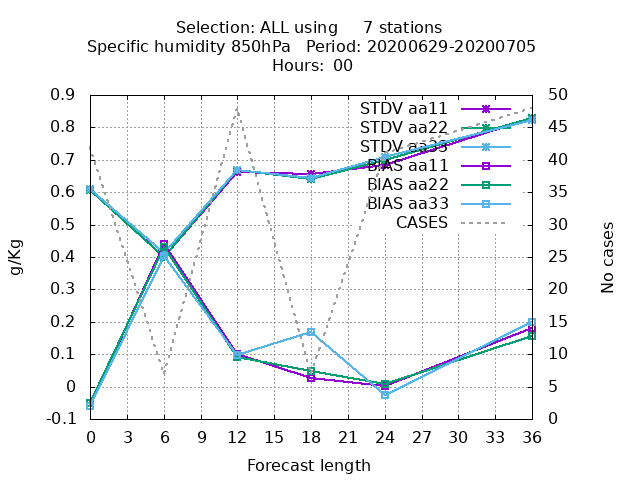 Selection: ALL using     7 stations
Specific humidity 850hPa   Period: 20200629-20200705
Hours:  00
g/Kg
0.9
0.8
0.7
0.6
0.5
0.4
0.3
0.2
0.1
0
-0.1
STDV aa11
STDV aa22
STDV aa33
BIAS aa11
BIAS aa22
BIAS aa33
CASES
50
45
40
35
30
25
20
15
10
5
0
No cases
0 3 6 9 12 15 18 21 24 27 30 33 36
Forecast length